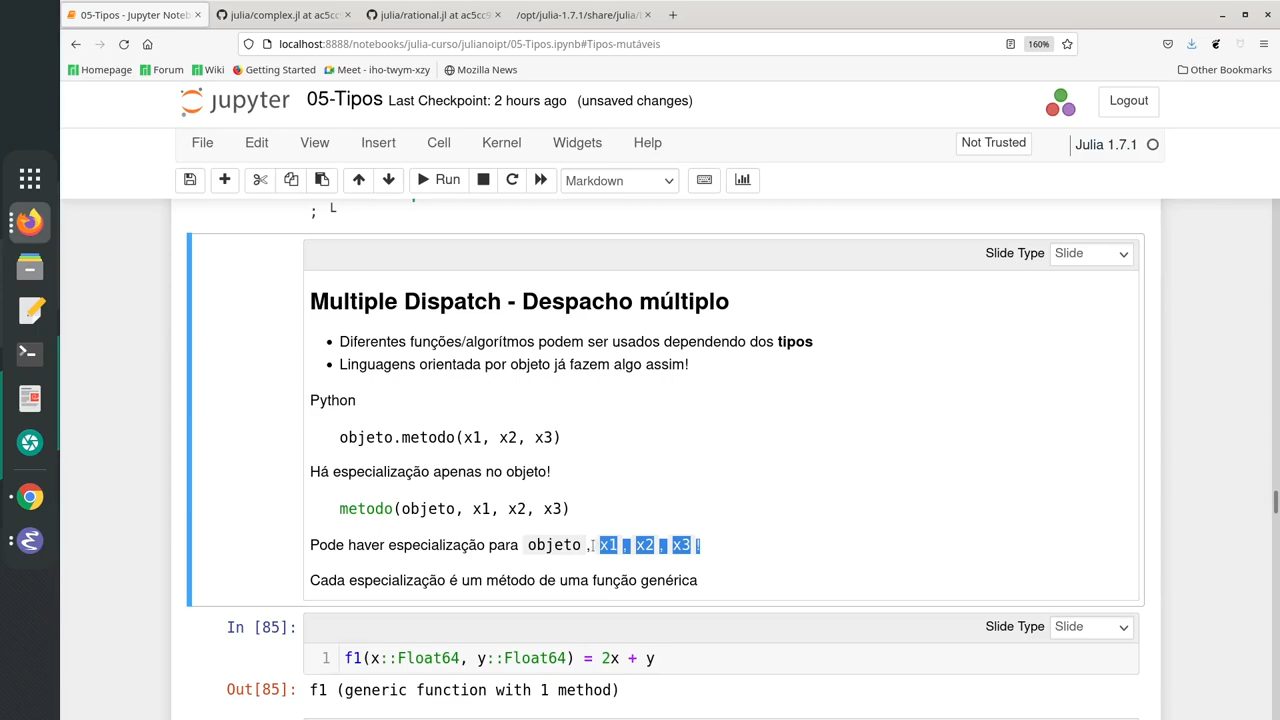 05-Tipos - Jupyter Noteb
julia/complex.jl at ac5cc
julia/rational.jl at ac5cc9
/opt/julia-1.7.1/share/julia/
localhost:8888/notebooks/julia-curso/julianoipt/05-Tipos.ipynb#Tipos-mutáveis
160%
Homepage
Forum
Wiki
Getting Started
Meet - iho-twym-xzy
Mozilla News
Other Bookmarks
jupyter
05-Tipos Last Checkpoint: 2 hours ago (unsaved changes)
Logout
File Edit View Insert Cell Kernel Widgets Help
Not Trusted
Julia 1.7.1
Run
Markdown
; └
Slide Type Slide
Multiple Dispatch - Despacho múltiplo
• Diferentes funções/algorítmos podem ser usados dependendo dos tipos
• Linguagens orientada por objeto já fazem algo assim!
Python
objeto.metodo(x1, x2, x3)
Há especialização apenas no objeto!
metodo(objeto, x1, x2, x3)
Pode haver especialização para objeto, x1, x2, x3!
Cada especialização é um método de uma função genérica
In [85]:
Slide Type Slide
1 f1(x::Float64, y::Float64) = 2x + y
Out[85]: f1 (generic function with 1 method)